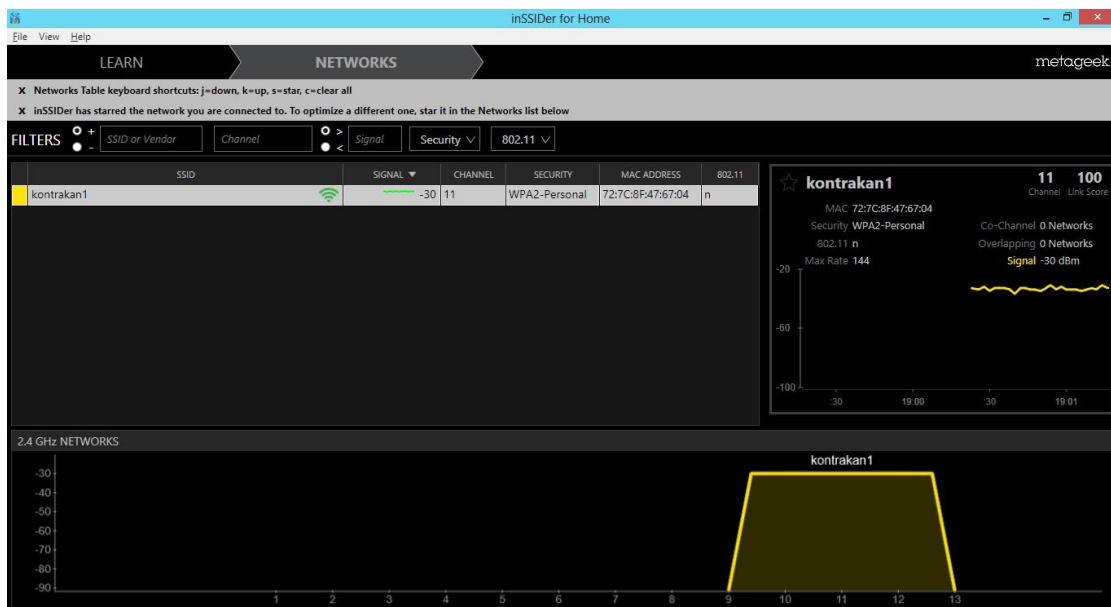 inSSIDer for Home
File View Help
LEARN NETWORKS metageek
X Networks Table keyboard shortcuts: j=down, k=up, s=star, c=clear all
X inSSIDer has starred the network you are connected to. To optimize a different one, star it in the Networks list below
FILTERS + - SSID or Vendor Channel > < Signal Security 802.11
SSID SIGNAL ▼ CHANNEL SECURITY MAC ADDRESS 802.11
kontrakan1 -30 11 WPA2-Personal 72:7C:8F:47:67:04 n
kontrakan1 11 100
Channel Link Score
MAC 72:7C:8F:47:67:04
Security WPA2-Personal Co-Channel 0 Networks
802.11 n Overlapping 0 Networks
Max Rate 144 Signal -30 dBm
-20
-60
-100
:30 19:00 :30 19:01
2.4 GHz NETWORKS
kontrakan1
-30
-40
-50
-60
-70
-80
-90
1 2 3 4 5 6 7 8 9 10 11 12 13